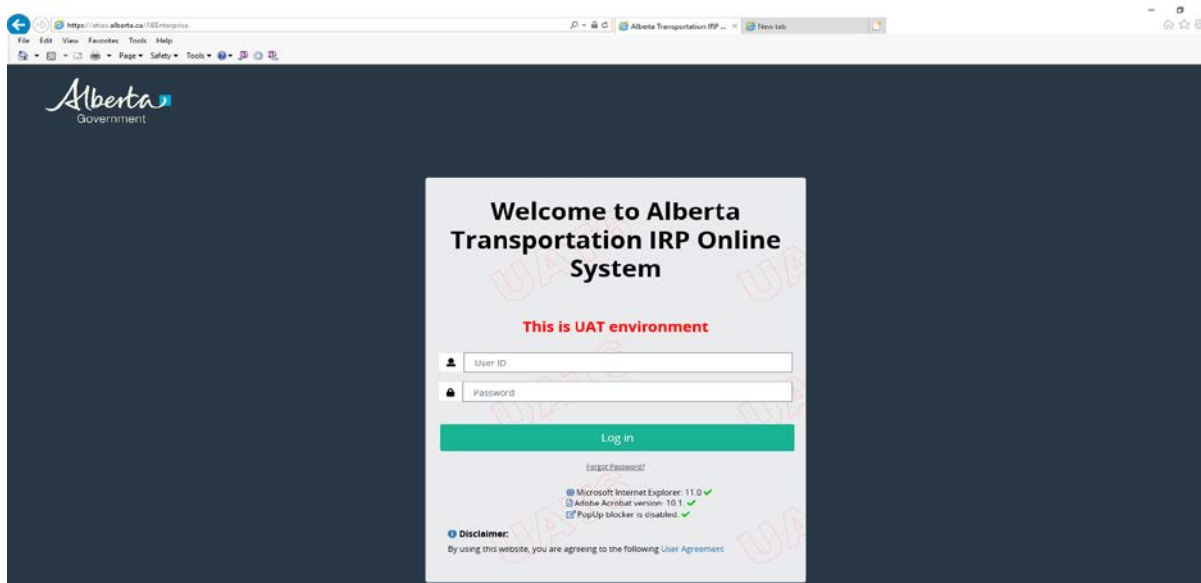 https://atios.alberta.ca/ABEnterprise
Alberta Transportation IRP ...
New tab
File Edit View Favorites Tools Help
Page Safety Tools
Alberta
Government
Welcome to Alberta
Transportation IRP Online
System
This is UAT environment
User ID
Password
Log in
Forgot Password?
Microsoft Internet Explorer: 11.0
Adobe Acrobat version: 10.1.
PopUp blocker is disabled.
Disclaimer:
By using this website, you are agreeing to the following User Agreement